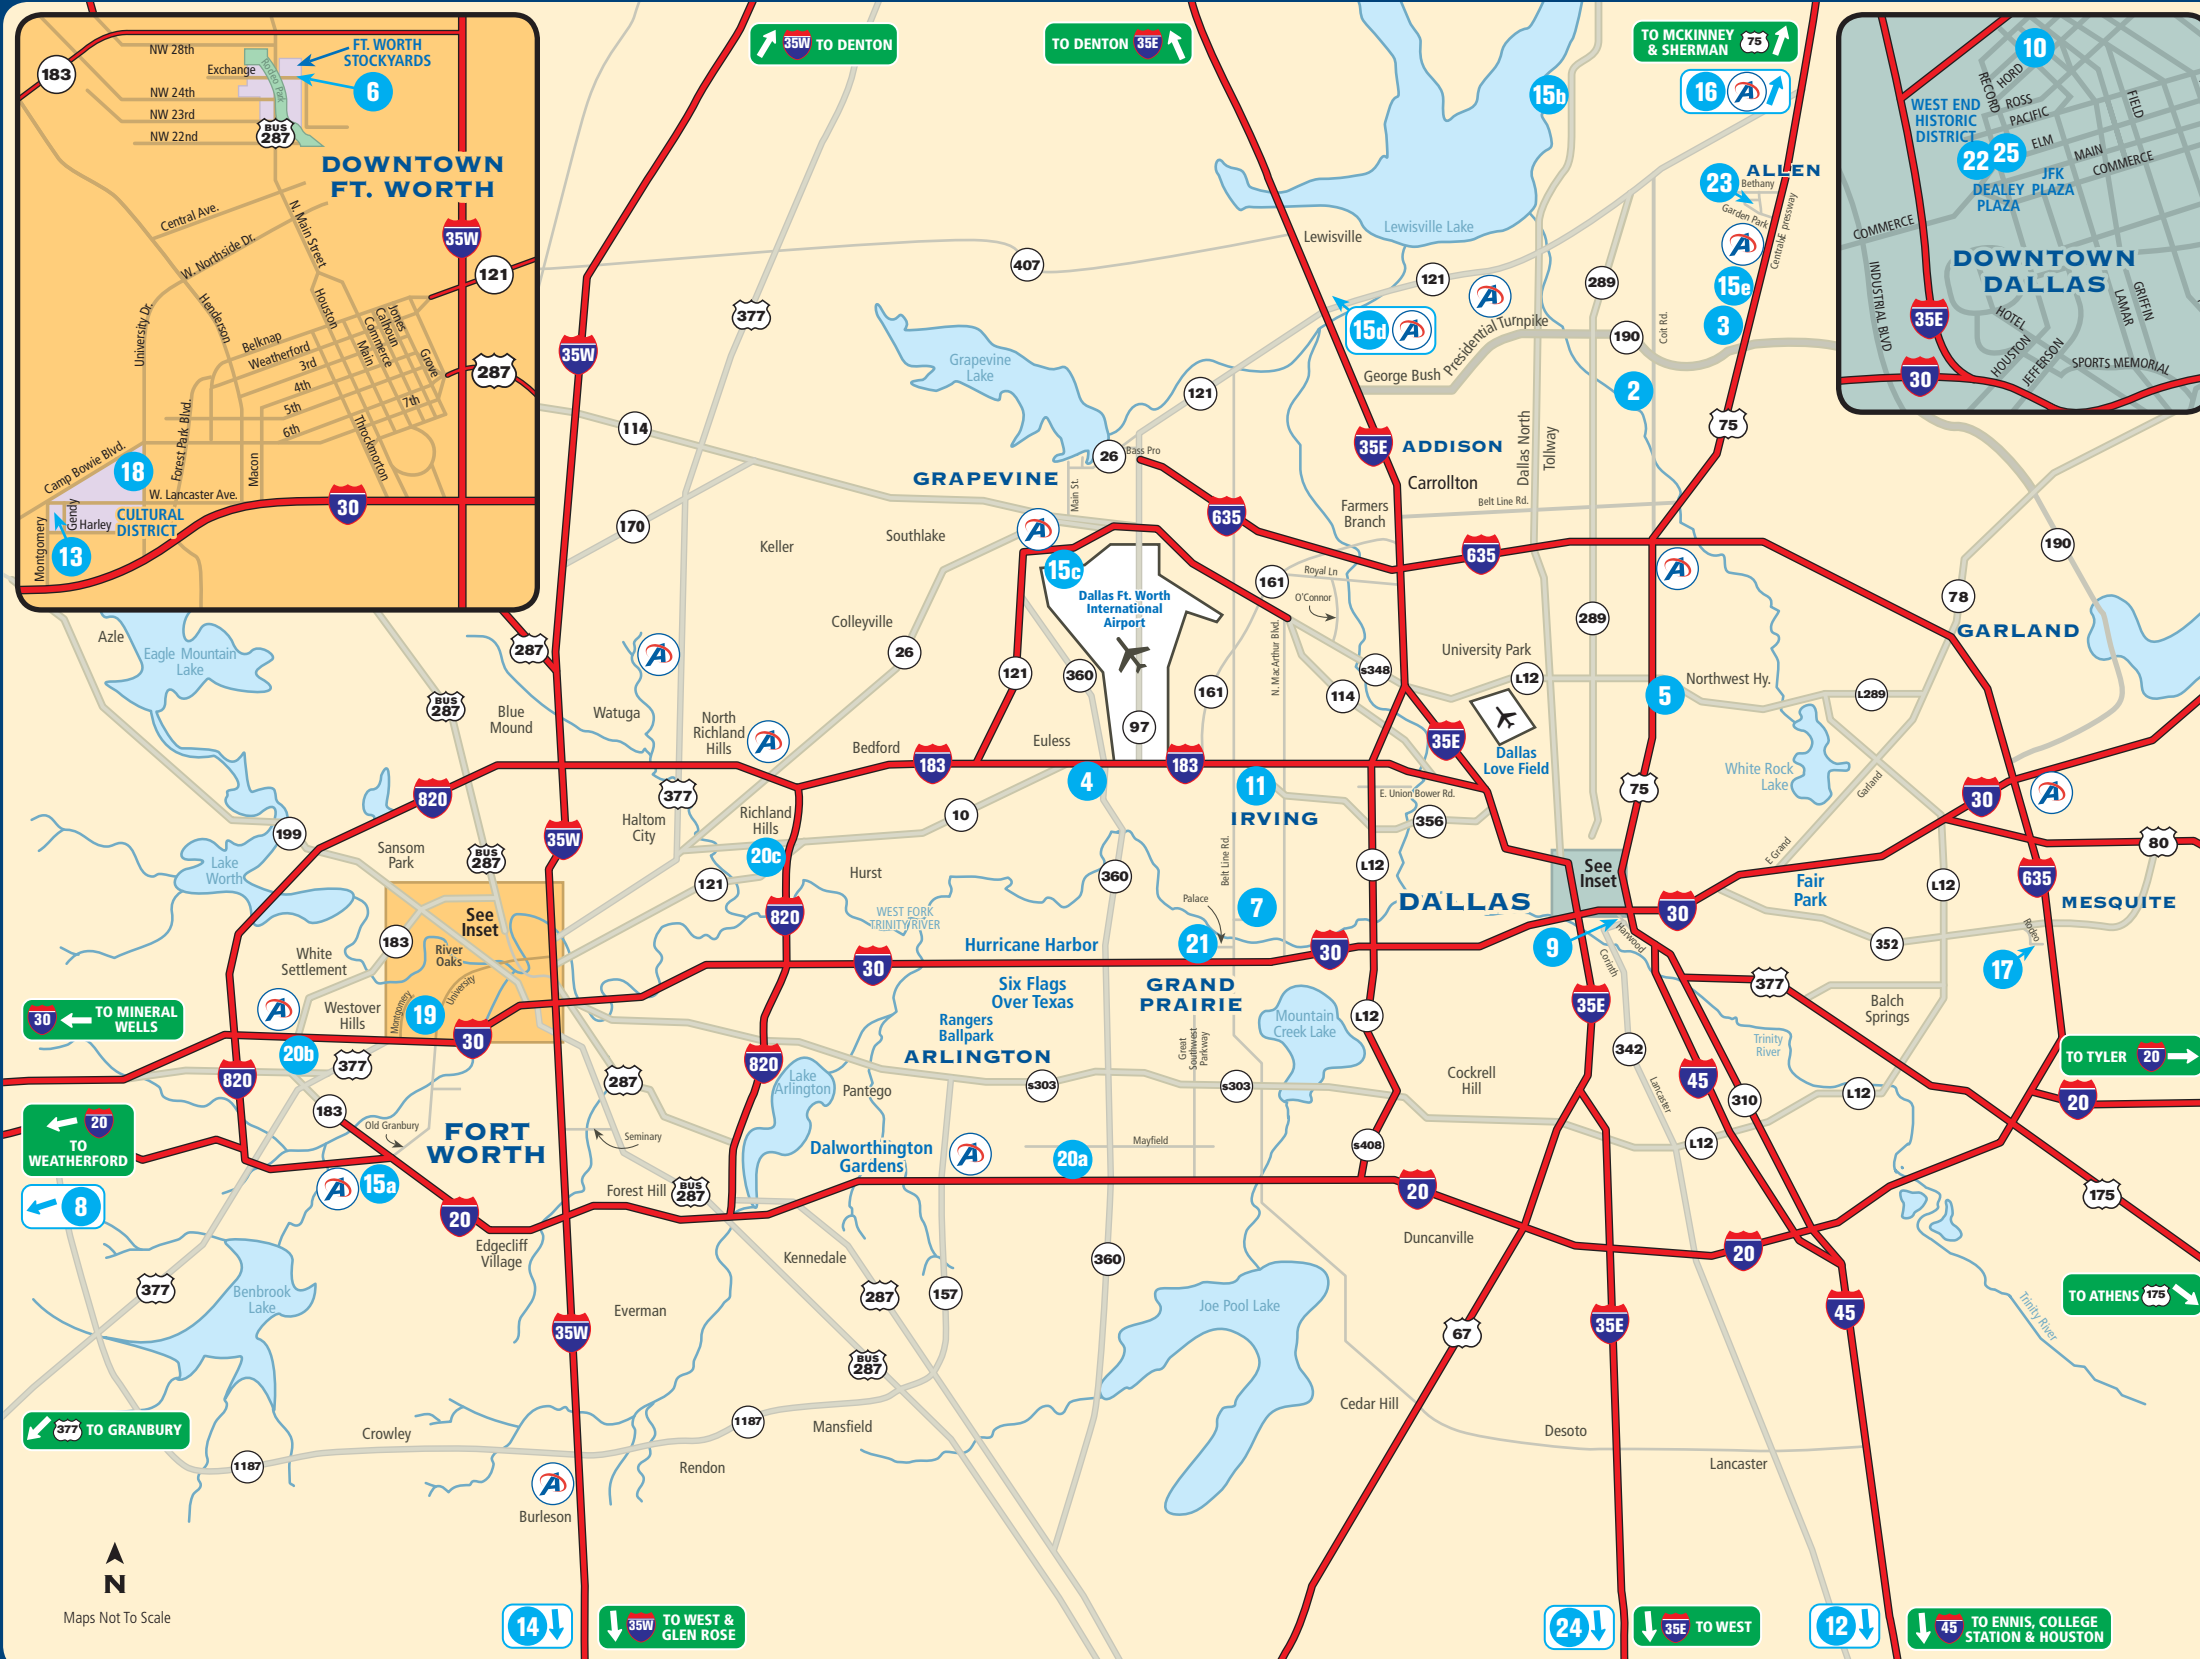 NW 28th
183
Exchange
FT. WORTH
STOCKYARDS
Rodeo Park
6
NW 24th
NW 23rd
NW 22nd
BUS
287
DOWNTOWN
FT. WORTH
Central Ave.
W. Northside Dr.
N. Main Street
35W
121
University Dr.
Henderson
Houston
Jones
Calhoun
Commerce
Main
Grove
Belknap
Weatherford
3rd
4th
5th
6th
7th
287
Forest Park Blvd.
Macon
Throckmorton
Camp Bowie Blvd.
18
W. Lancaster Ave.
30
Gendy
Harley
CULTURAL
DISTRICT
Montgomery
13
35W TO DENTON
TO DENTON 35E
TO MCKINNEY
& SHERMAN 75
16
15b
10
RECORD
HORD
ROSS
PACIFIC
FIELD
WEST END
HISTORIC
DISTRICT
ELM
MAIN
COMMERCE
22
25
JFK
PLAZA
DEALEY
PLAZA
COMMERCE
DOWNTOWN
DALLAS
INDUSTRIAL BLVD
35E
HOTEL
LAMAR
GRIFFIN
HOUSTON
JEFFERSON
SPORTS MEMORIAL
30
23
ALLEN
Bethany
Garden Park
Central Expressway
15e
3
Lewisville Lake
Lewisville
407
377
121
289
15d
Presidential Turnpike
George Bush
190
Coit Rd.
2
35W
Grapevine
Lake
121
75
114
26
Bass Pro
35E
ADDISON
Dallas North
Tollway
GRAPEVINE
Main St.
Carrollton
635
Farmers
Branch
Belt Line Rd.
170
Keller
Southlake
635
190
15c
Dallas Ft. Worth
International
Airport
161
Royal Ln
O'Connor
78
Azle
Eagle Mountain
Lake
287
Colleyville
26
121
360
161
N. MacArthur Blvd.
s348
114
University Park
L12
289
5
Northwest Hy.
L289
GARLAND
BUS
287
Blue
Mound
Watuga
North
Richland
Hills
97
Bedford
183
Euless
183
35E
Dallas
Love Field
White Rock
Lake
Garland
820
377
4
11
IRVING
E. Union Bower Rd.
356
75
30
199
35W
Haltom
City
Richland
Hills
20c
10
Belt Line Rd.
80
Sansom
Park
BUS
287
Lake
Worth
121
Hurst
360
L12
See
Inset
E Grand
Fair
Park
L12
635
MESQUITE
See
Inset
820
WEST FORK
TRINITY RIVER
Palace
7
DALLAS
30
Rodeo
183
River
Oaks
White
Settlement
30
Hurricane Harbor
21
30
9
Harwood
Corinth
352
17
Six Flags
Over Texas
GRAND
PRAIRIE
University
Montgomery
Westover
Hills
19
Rangers
Ballpark
ARLINGTON
Mountain
Creek Lake
L12
35E
377
Balch
Springs
30 TO MINERAL
WELLS
30
20b
377
820
820
Lake
Arlington
Pantego
s303
Great
Southwest
Parkway
s303
Cockrell
Hill
342
Lancaster
45
Trinity
River
310
L12
TO TYLER 20
20
20
TO
WEATHERFORD
183
Old Granbury
287
Seminary
FORT
WORTH
Dalworthington
Gardens
20a
Mayfield
s408
L12
8
15a
20
Forest Hill
BUS
287
20
175
Edgecliff
Village
Kennedale
360
Duncanville
20
377
Benbrook
Lake
287
157
Joe Pool Lake
TO ATHENS 175
35W
Everman
67
35E
45
Trinity River
BUS
287
Cedar Hill
377 TO GRANBURY
Crowley
1187
Mansfield
Desoto
Lancaster
1187
Rendon
Burleson
N
Maps Not To Scale
14
35W TO WEST &
GLEN ROSE
24
35E TO WEST
12
45 TO ENNIS, COLLEGE
STATION & HOUSTON